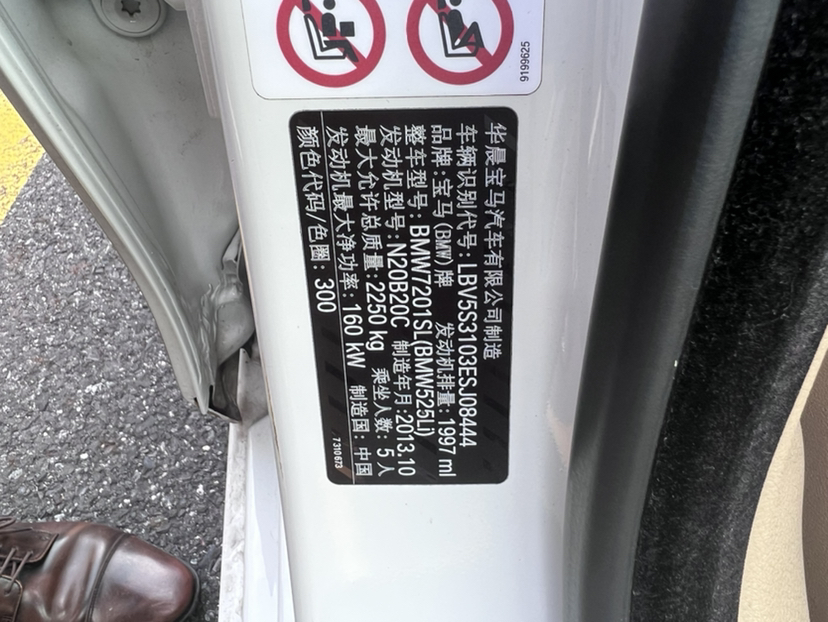 9199625
华晨宝马汽车有限公司制造
车辆识别代号: LBV5S3103ESJ08444
品牌:宝马(BMW)牌 发动机排量: 1997 ml
整车型号: BMW7201SL(BMW525Li)
发动机型号: N20B20C 制造年月:2013.10
最大允许总质量:2250 kg 乘坐人数: 5人
发动机最大净功率: 160 kW 制造国: 中国
颜色代码/色圈: 300
7 310 673